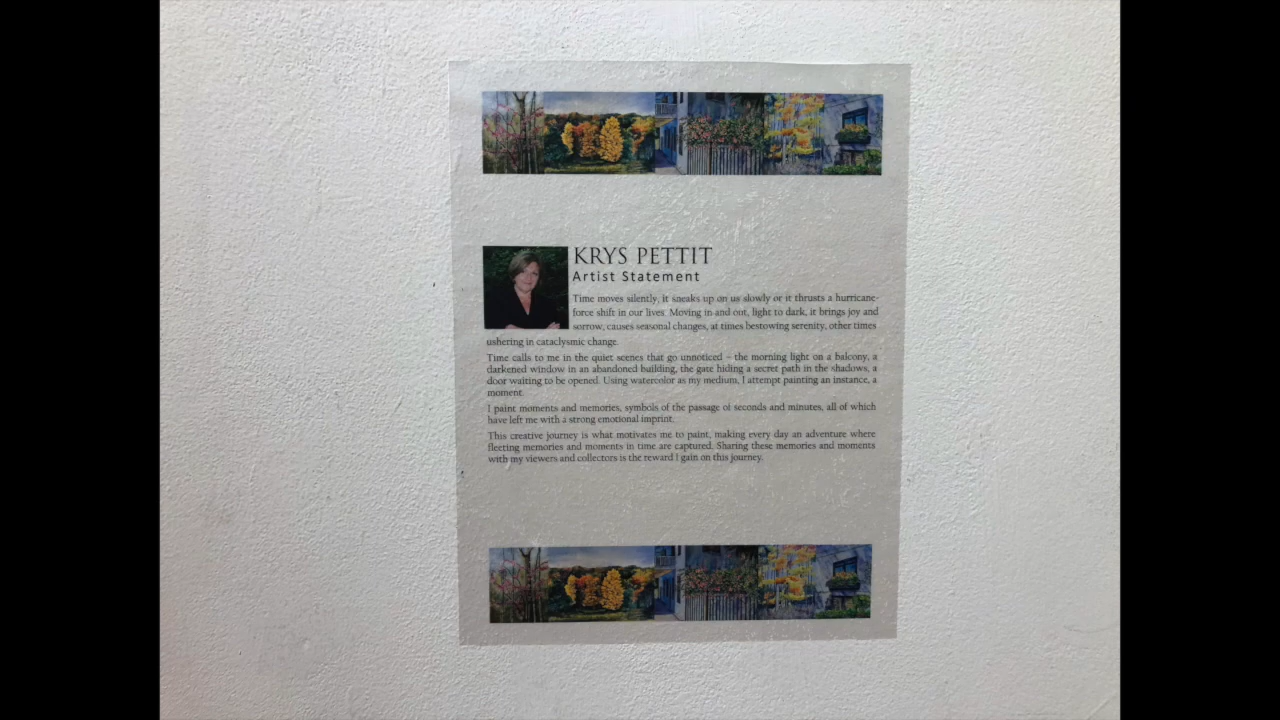 KRYS PETTIT
Artist Statement
Time moves silently, it sneaks up on us slowly or it thrusts a hurricane-
force shift in our lives. Moving in and out, light to dark, it brings joy and
sorrow, causes seasonal changes, at times bestowing serenity, other times
ushering in cataclysmic change.
Time calls to me in the quiet scenes that go unnoticed – the morning light on a balcony, a
darkened window in an abandoned building, the gate hiding a secret path in the shadows, a
door waiting to be opened. Using watercolor as my medium, I attempt painting an instance, a
moment.
I paint moments and memories, symbols of the passage of seconds and minutes, all of which
have left me with a strong emotional imprint.
This creative journey is what motivates me to paint, making every day an adventure where
fleeting memories and moments in time are captured. Sharing these memories and moments
with my viewers and collectors is the reward I gain on this journey.